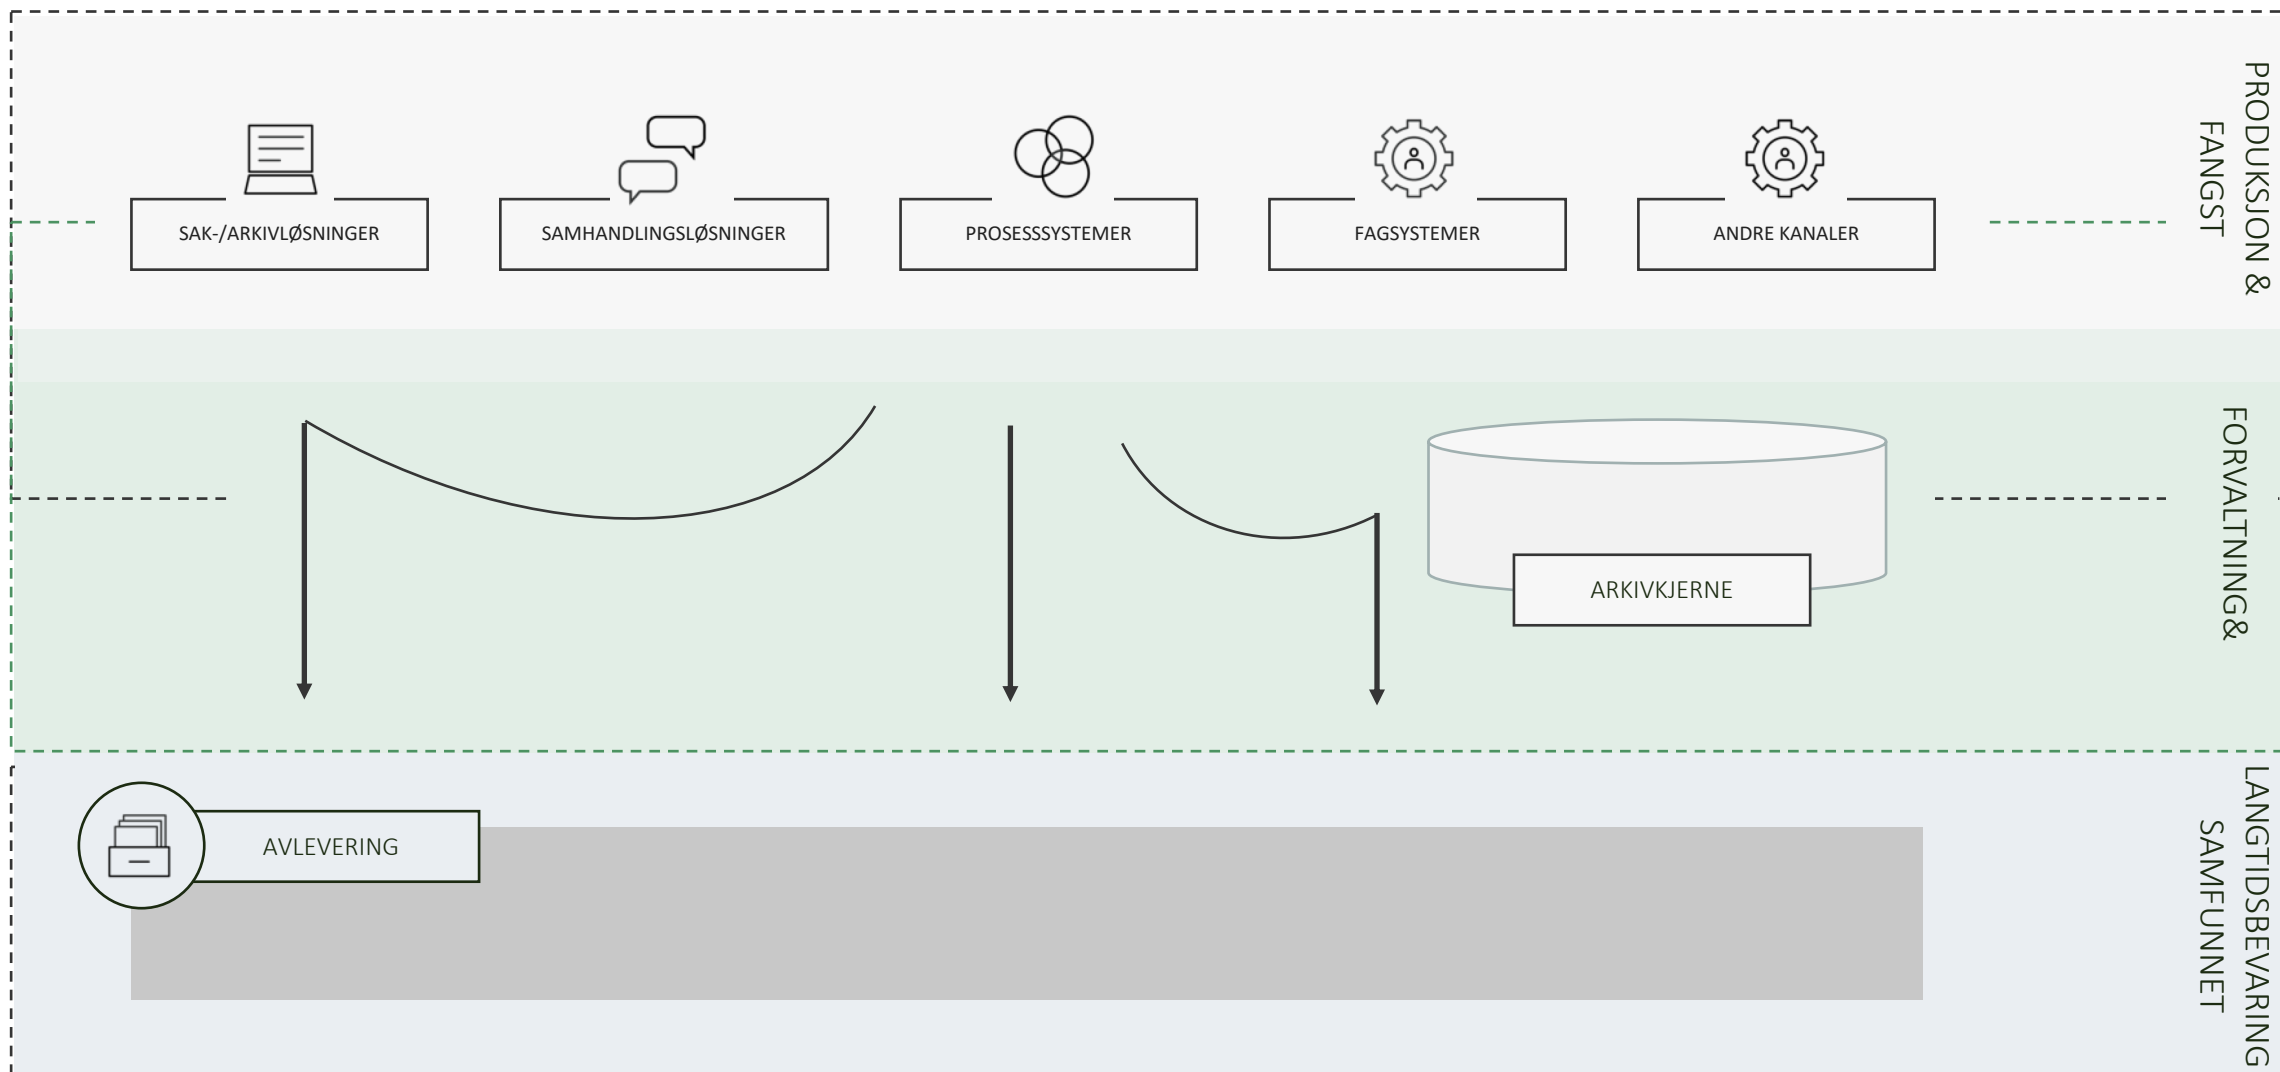 SAK-/ARKIVLØSNINGER
SAMHANDLINGSLØSNINGER
PROSESSSYSTEMER
FAGSYSTEMER
ANDRE KANALER
PRODUKSJON &
FANGST
ARKIVKJERNE
FORVALTNING&
AVLEVERING
LANGTIDSBEVARING
SAMFUNNET